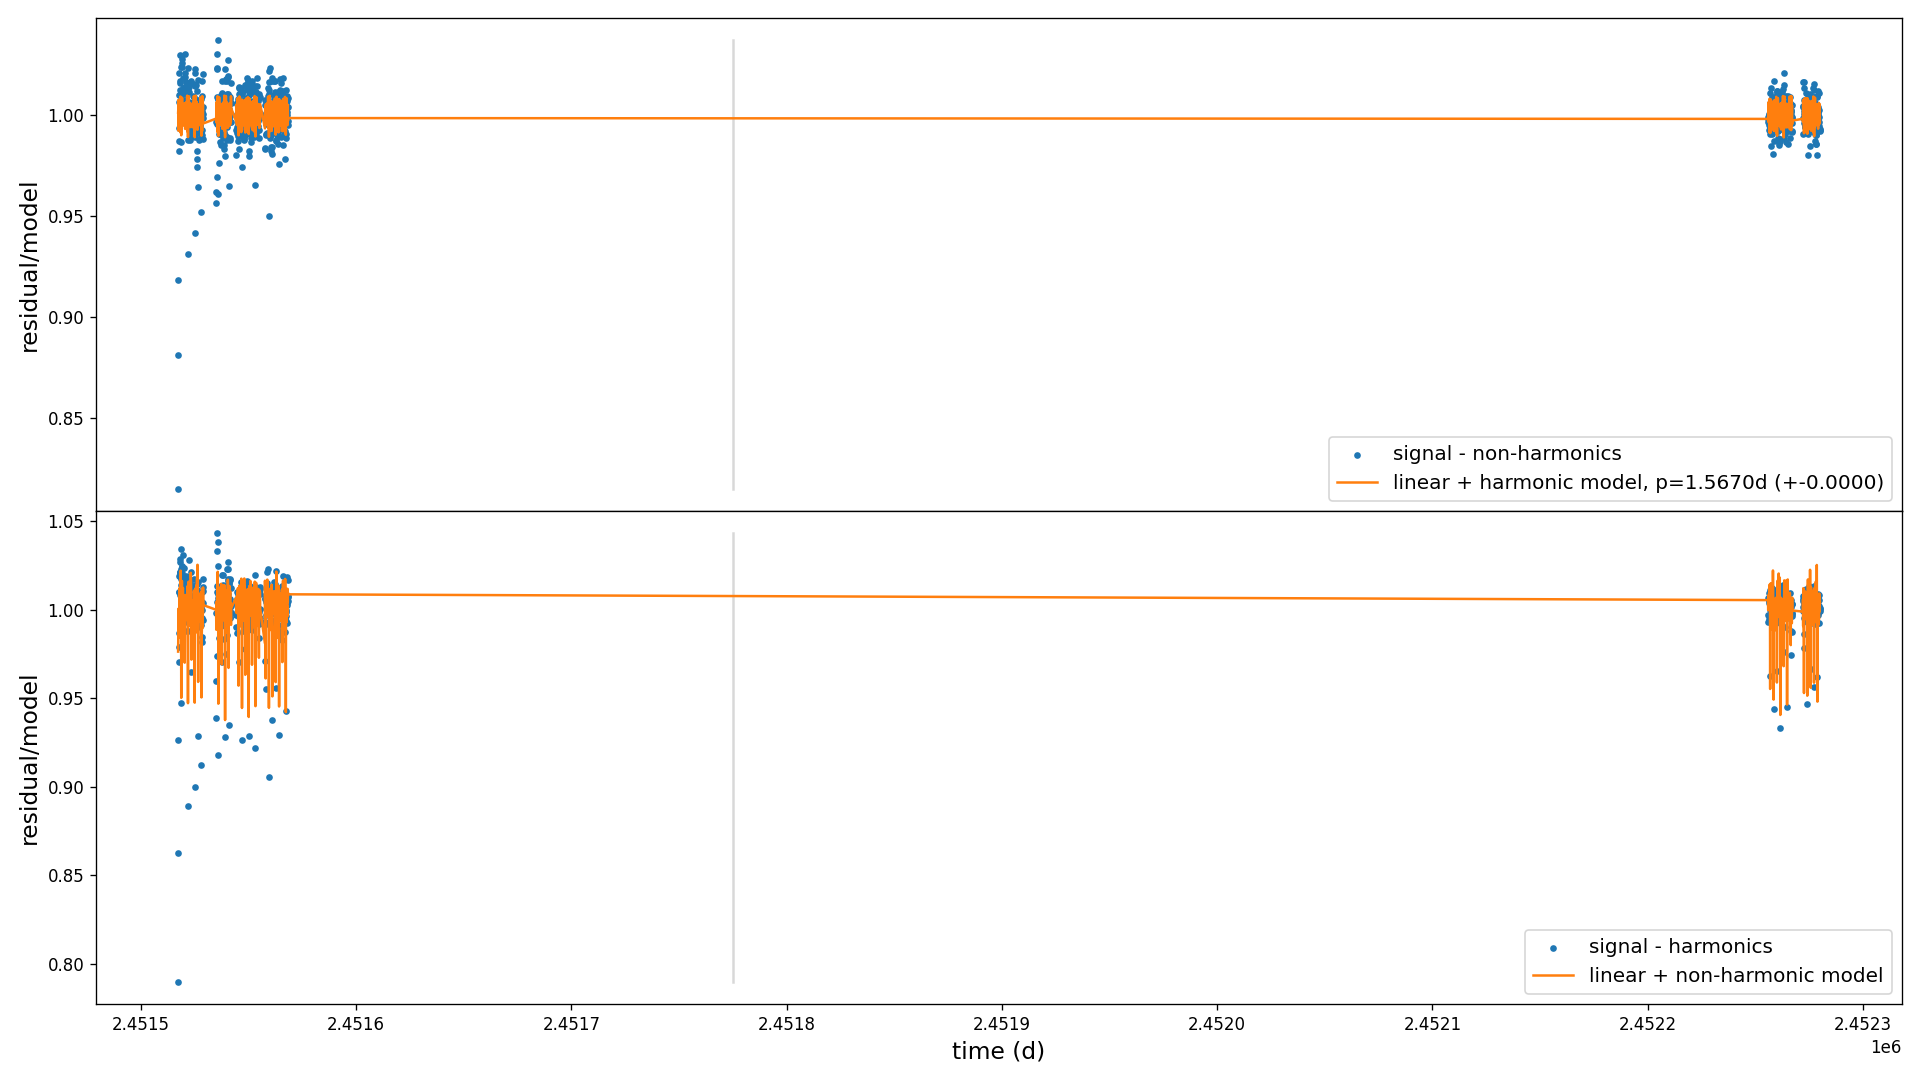 1.00
0.95
0.90
0.85
residual/model
signal - non-harmonics
linear + harmonic model, p=1.5670d (+-0.0000)
1.05
1.00
0.95
0.90
0.85
0.80
residual/model
signal - harmonics
linear + non-harmonic model
2.4515 2.4516 2.4517 2.4518 2.4519 2.4520 2.4521 2.4522 2.4523
time (d)
1e6